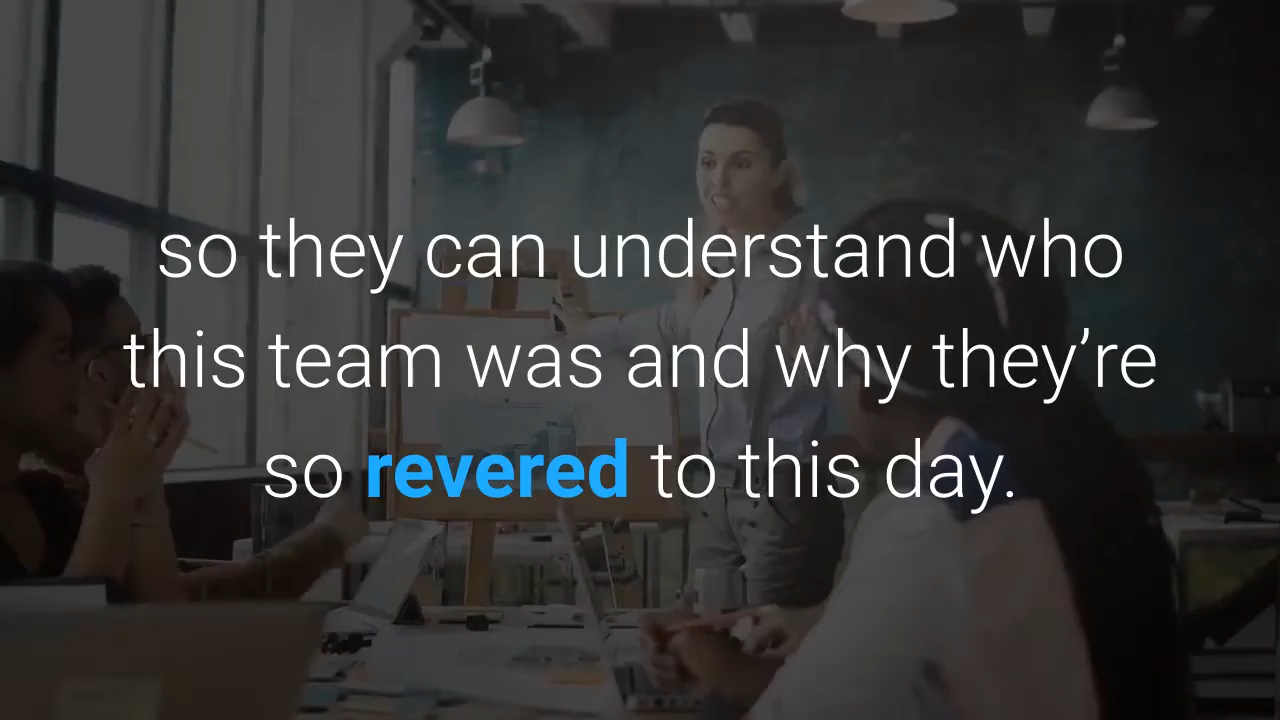 so they can understand who
this team was and why they’re
so revered to this day.